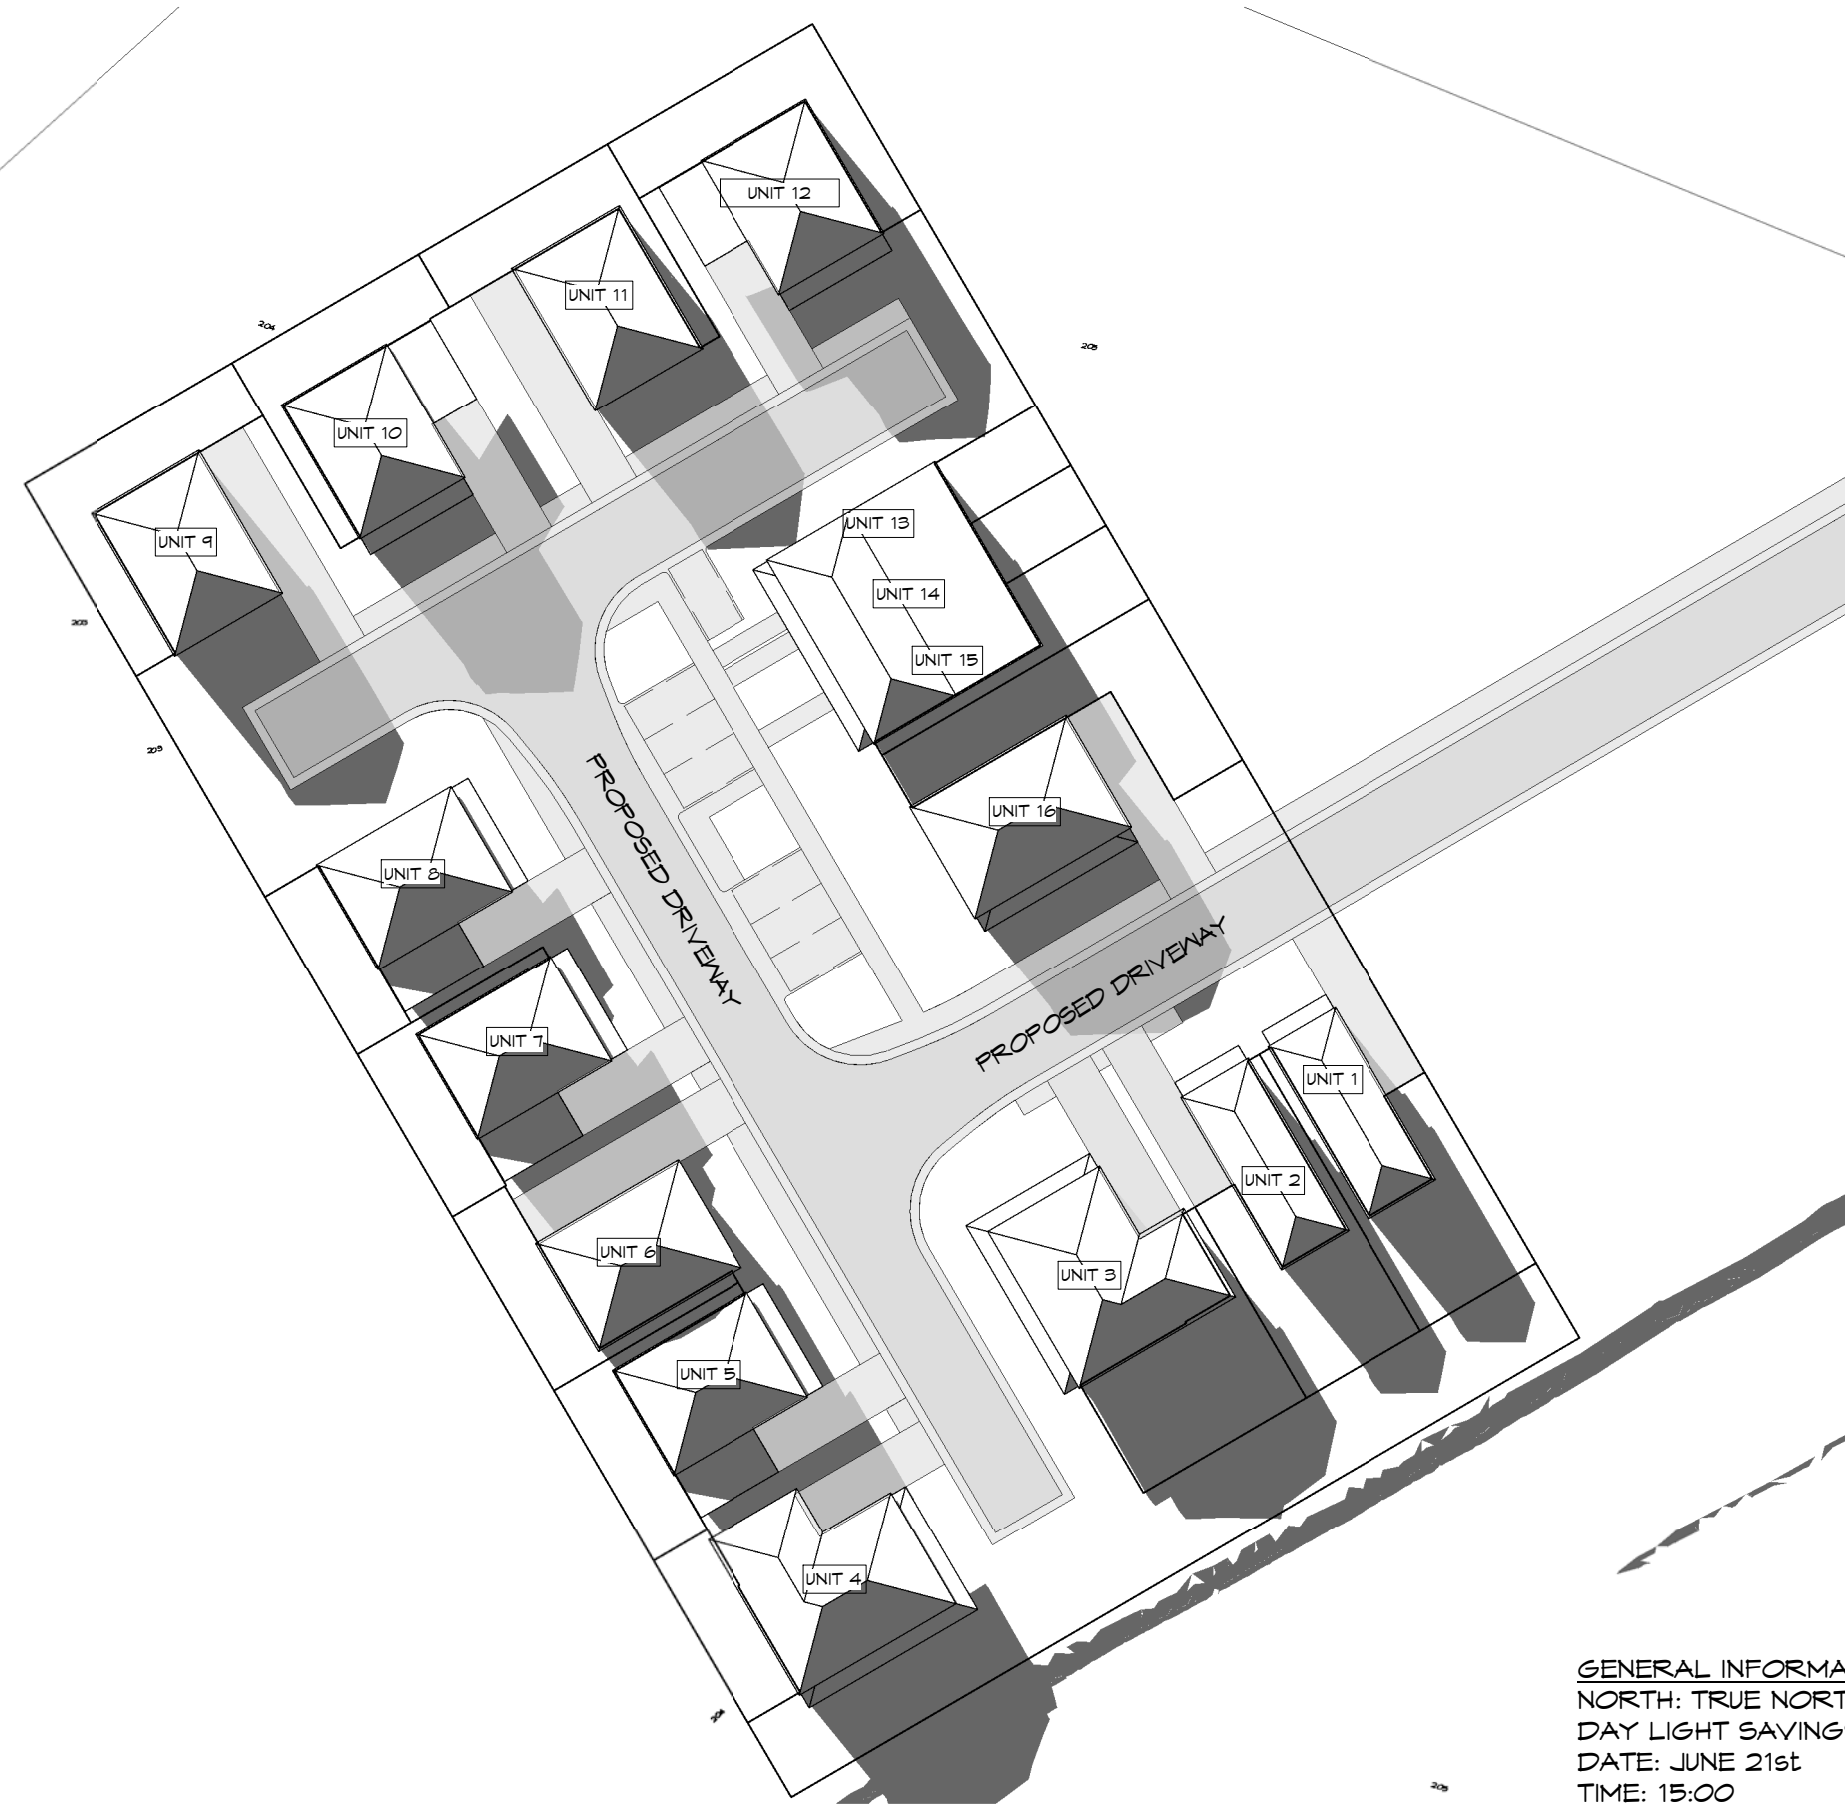 UNIT 12
UNIT 11
UNIT 10
UNIT 9
UNIT 13
UNIT 14
UNIT 15
UNIT 16
UNIT 8
UNIT 7
UNIT 6
UNIT 5
UNIT 4
UNIT 3
UNIT 2
UNIT 1
PROPOSED DRIVEWAY
PROPOSED DRIVEWAY
GENERAL INFORMA
NORTH: TRUE NORT
DAY LIGHT SAVING
DATE: JUNE 21st
TIME: 15:00